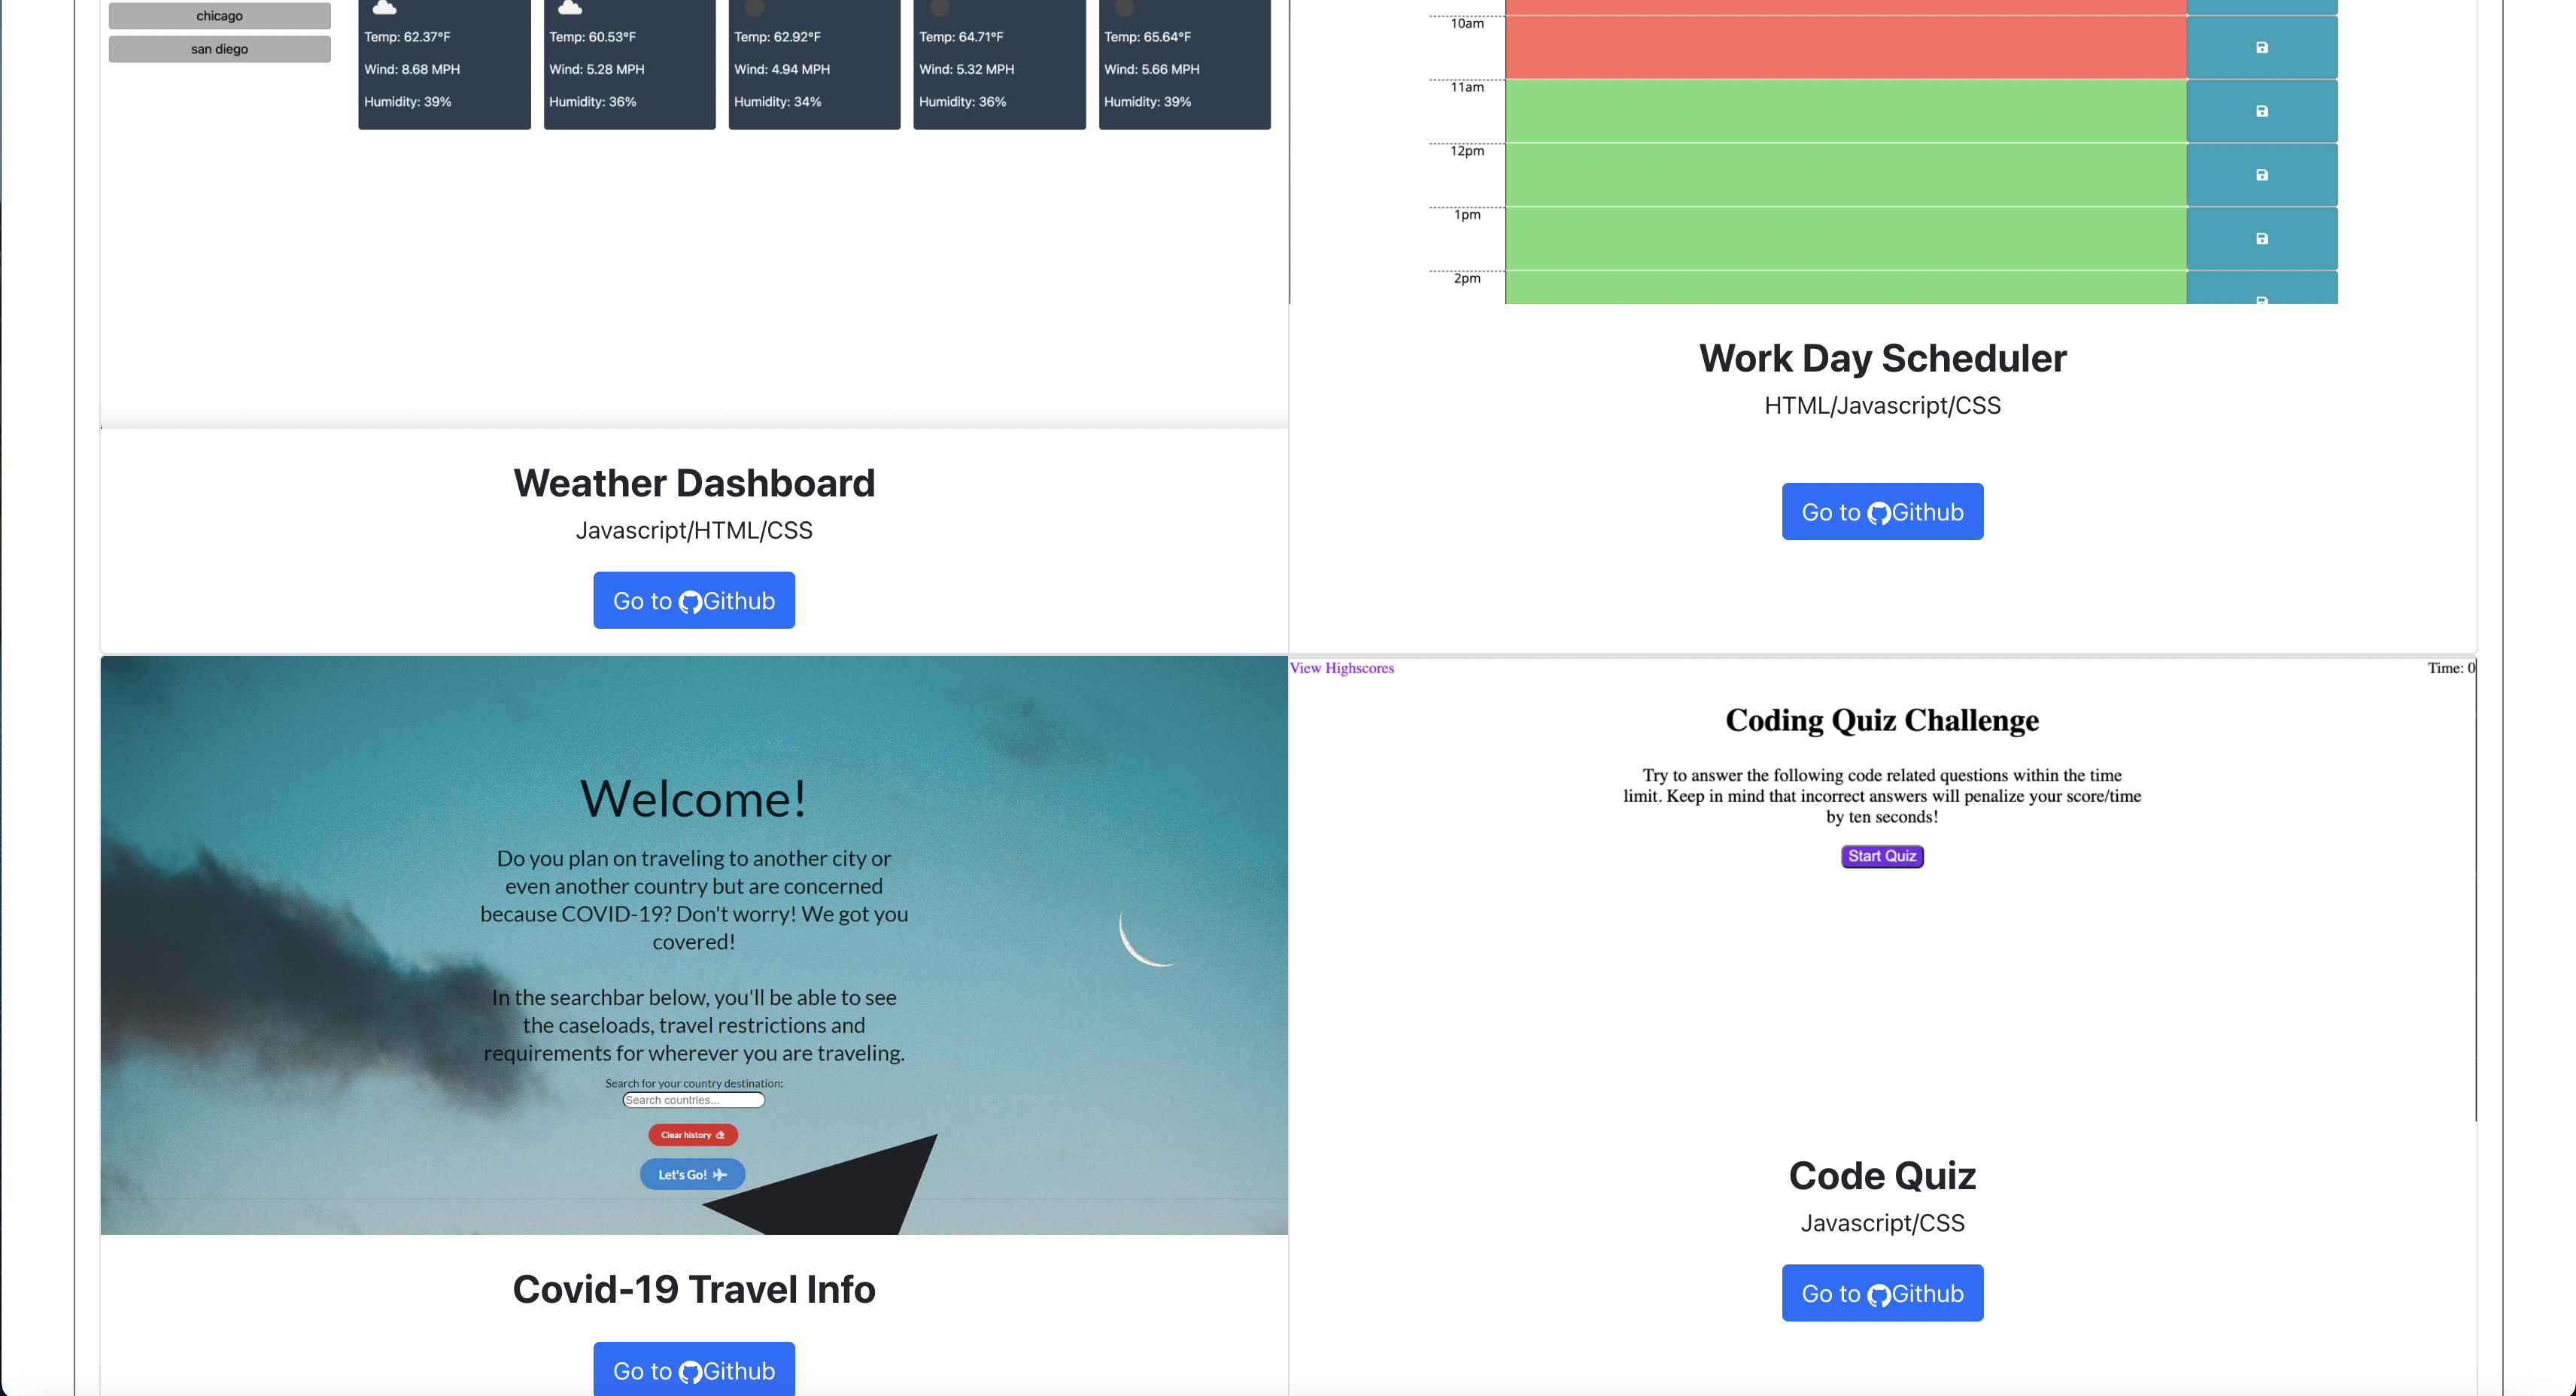 chicago
san diego
Temp: 62.37°F
Wind: 8.68 MPH
Humidity: 39%
Temp: 60.53°F
Wind: 5.28 MPH
Humidity: 36%
Temp: 62.92°F
Wind: 4.94 MPH
Humidity: 34%
Temp: 64.71°F
Wind: 5.32 MPH
Humidity: 36%
Temp: 65.64°F
Wind: 5.66 MPH
Humidity: 39%
Weather Dashboard
Javascript/HTML/CSS
Go to Github
10am
11am
12pm
1pm
2pm
Work Day Scheduler
HTML/Javascript/CSS
Go to Github
Welcome!
Do you plan on traveling to another city or
even another country but are concerned
because COVID-19? Don't worry! We got you
covered!
In the searchbar below, you'll be able to see
the caseloads, travel restrictions and
requirements for wherever you are traveling.
Search for your country destination:
Search countries...
Clear history
Let's Go!
Covid-19 Travel Info
Go to Github
View Highscores
Time: 0
Coding Quiz Challenge
Try to answer the following code related questions within the time
limit. Keep in mind that incorrect answers will penalize your score/time
by ten seconds!
Start Quiz
Code Quiz
Javascript/CSS
Go to Github